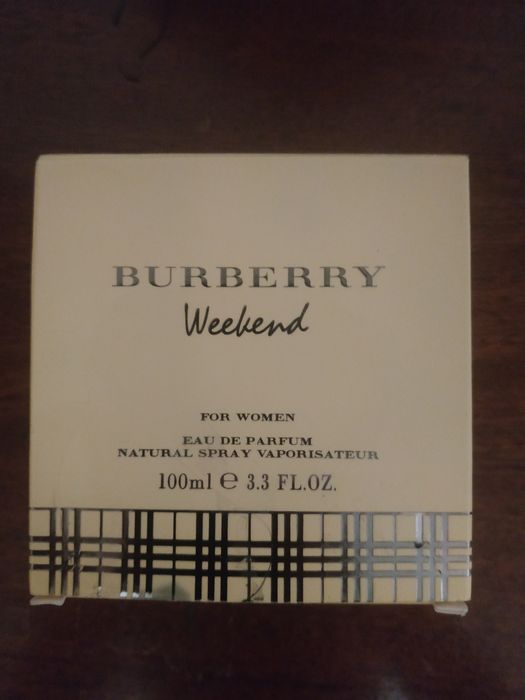 BURBERRY
Weekend
FOR WOMEN
EAU DE PARFUM
NATURAL SPRAY VAPORISATEUR
100ml ℮ 3.3 FL.OZ.